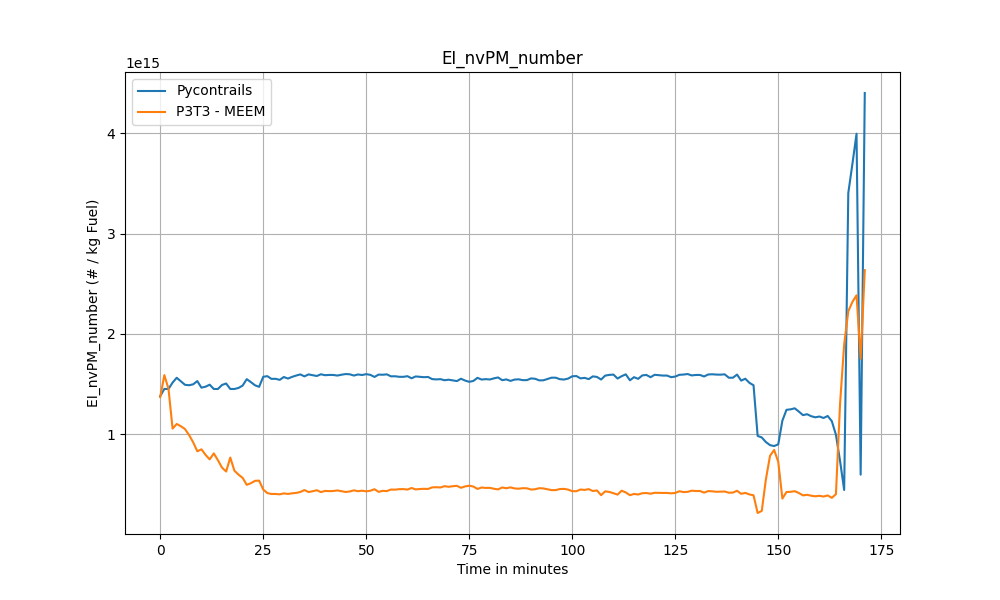 EI_nvPM_number
1e15
Pycontrails
P3T3 - MEEM
4
3
2
1
EI_nvPM_number (# / kg Fuel)
0 25 50 75 100 125 150 175
Time in minutes